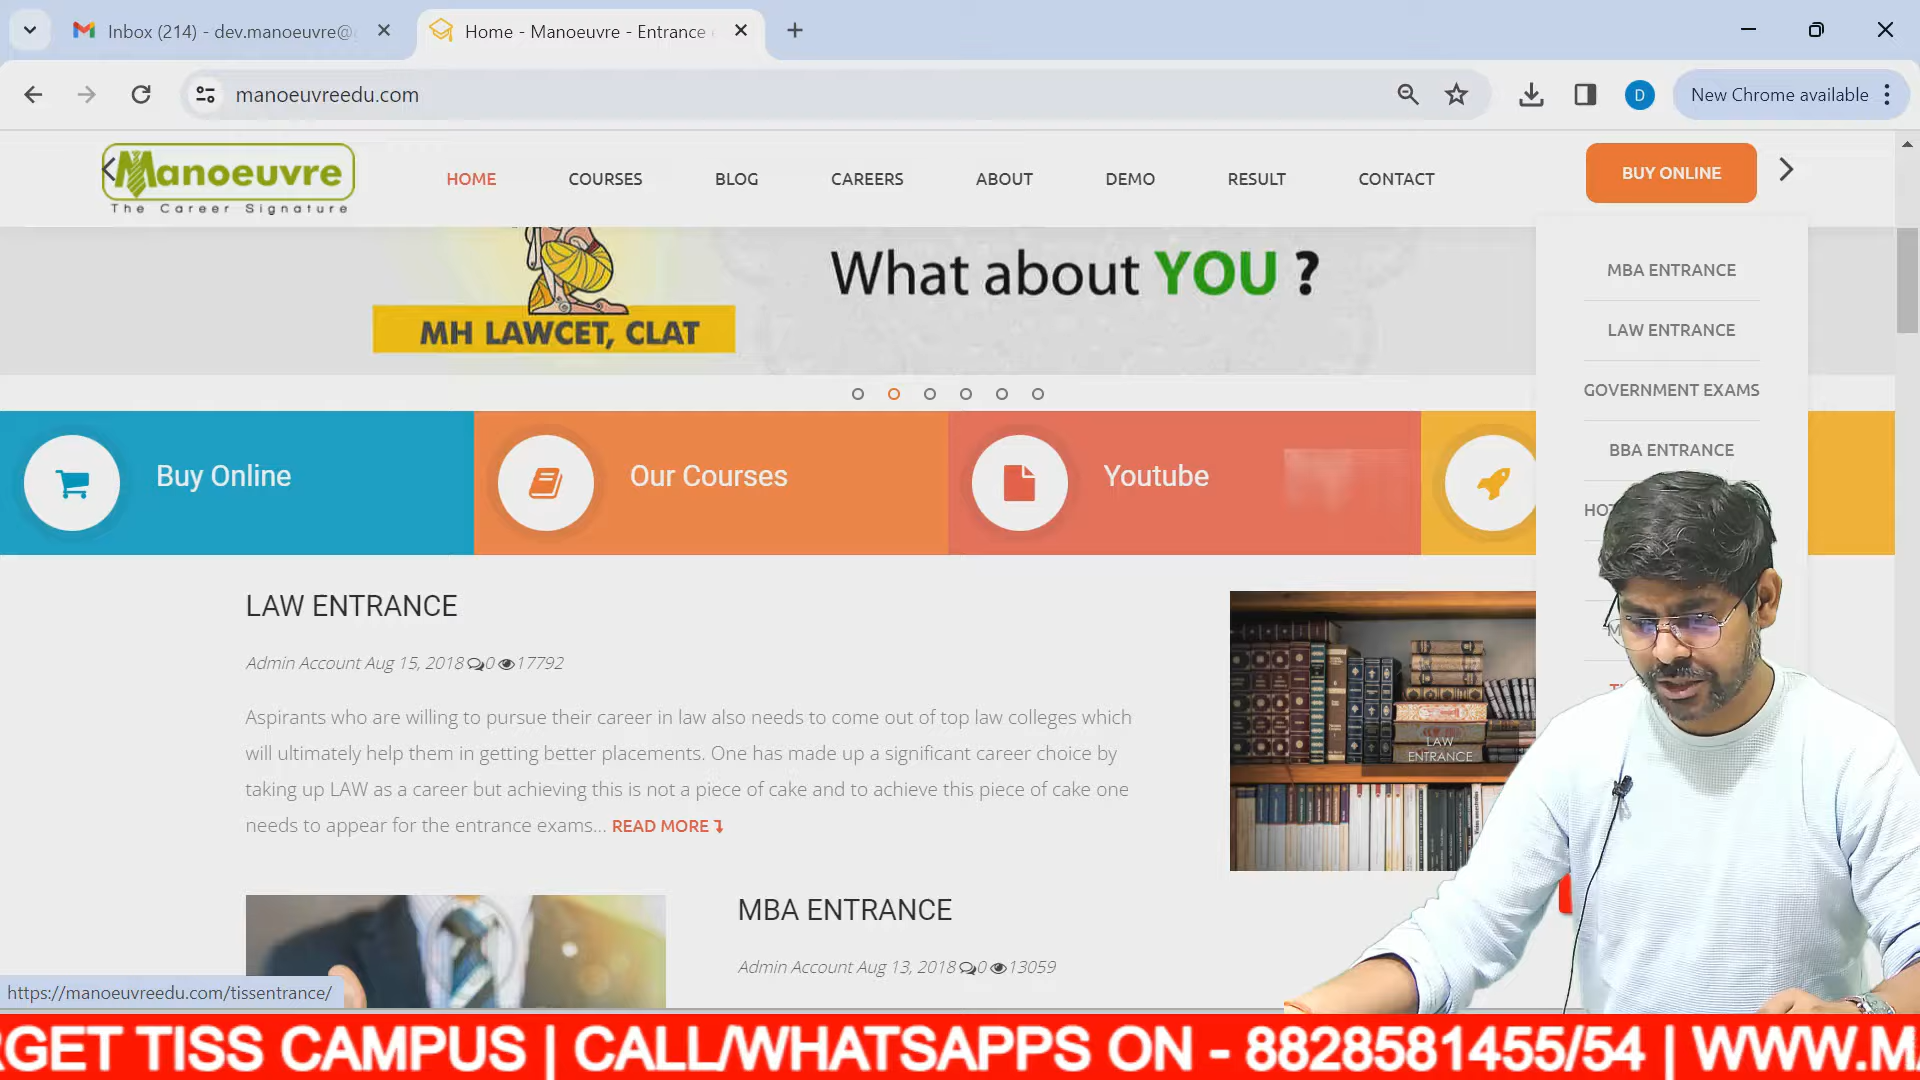 Inbox (214) - dev.manoeuvre@
Home - Manoeuvre - Entrance
manoeuvreedu.com
D
New Chrome available
Manoeuvre
The Career Signature
HOME
COURSES
BLOG
CAREERS
ABOUT
DEMO
RESULT
CONTACT
BUY ONLINE
MBA ENTRANCE
LAW ENTRANCE
GOVERNMENT EXAMS
BBA ENTRANCE
What about YOU ?
MH LAWCET, CLAT
Buy Online
Our Courses
Youtube
LAW ENTRANCE
Admin Account Aug 15, 2018 0 17792
Aspirants who are willing to pursue their career in law also needs to come out of top law colleges which
will ultimately help them in getting better placements. One has made up a significant career choice by
taking up LAW as a career but achieving this is not a piece of cake and to achieve this piece of cake one
needs to appear for the entrance exams... READ MORE
LAW
ENTRANCE
MBA ENTRANCE
Admin Account Aug 13, 2018 0 13059
https://manoeuvreedu.com/tissentrance/
RGET TISS CAMPUS | CALL/WHATSAPPS ON - 8828581455/54 | WWW.M